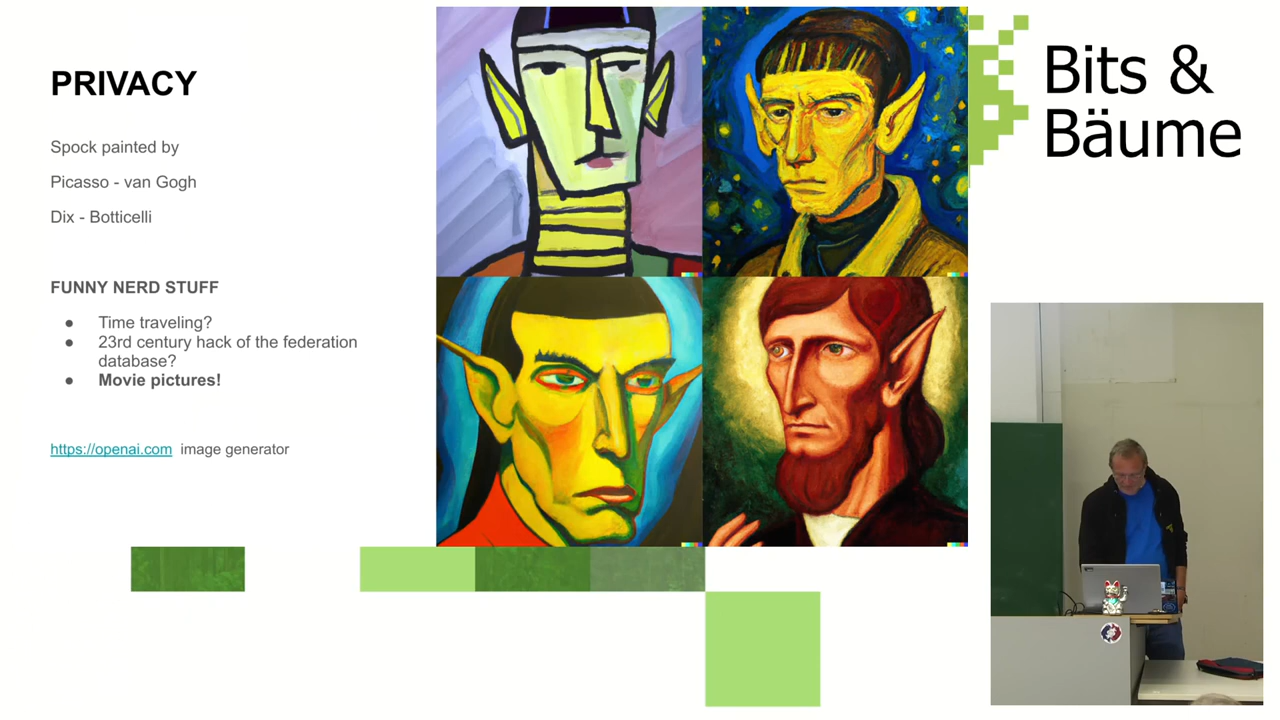 PRIVACY
Spock painted by
Picasso - van Gogh
Dix - Botticelli
FUNNY NERD STUFF
● Time traveling?
● 23rd century hack of the federation
database?
● Movie pictures!
https://openai.com image generator
Bits &
Bäume